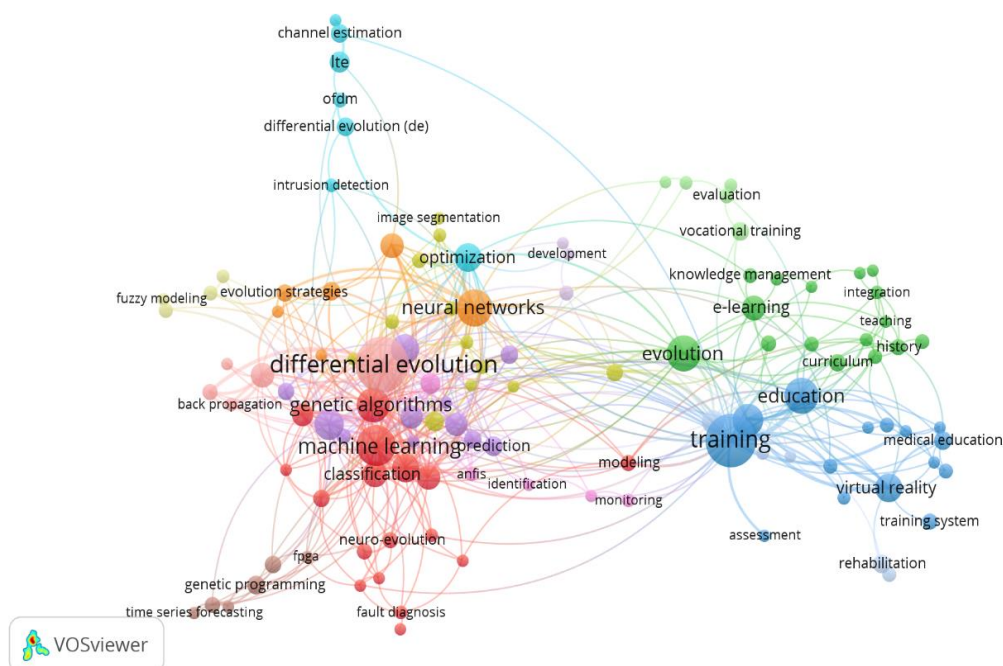 channel estimation
lte
ofdm
differential evolution (de)
intrusion detection
image segmentation
optimization
development
evaluation
vocational training
knowledge management
e-learning
integration
teaching
history
curriculum
fuzzy modeling
evolution strategies
neural networks
evolution
differential evolution
education
back propagation
genetic algorithms
training
medical education
machine learning
prediction
classification
anfis
identification
modeling
monitoring
virtual reality
training system
assessment
rehabilitation
neuro-evolution
fpga
genetic programming
time series forecasting
fault diagnosis
VOSviewer